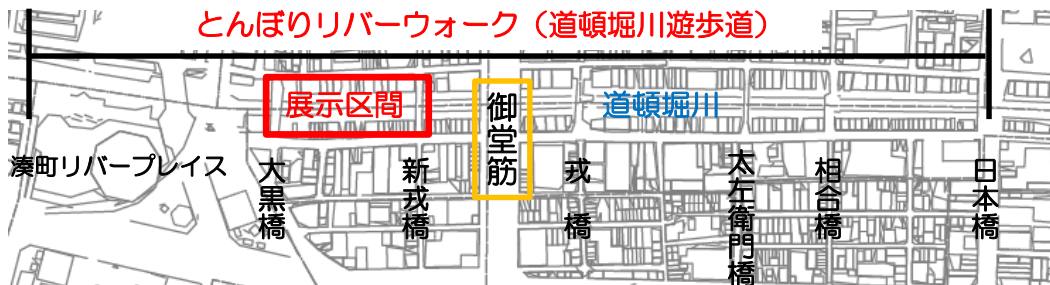 とんぼりリバーウォーク（道頓堀川遊歩道）
展示区間
御堂筋
道頓堀川
湊町リバープレイス
大黒橋
新戎橋
戎橋
太左衛門橋
相合橋
日本橋